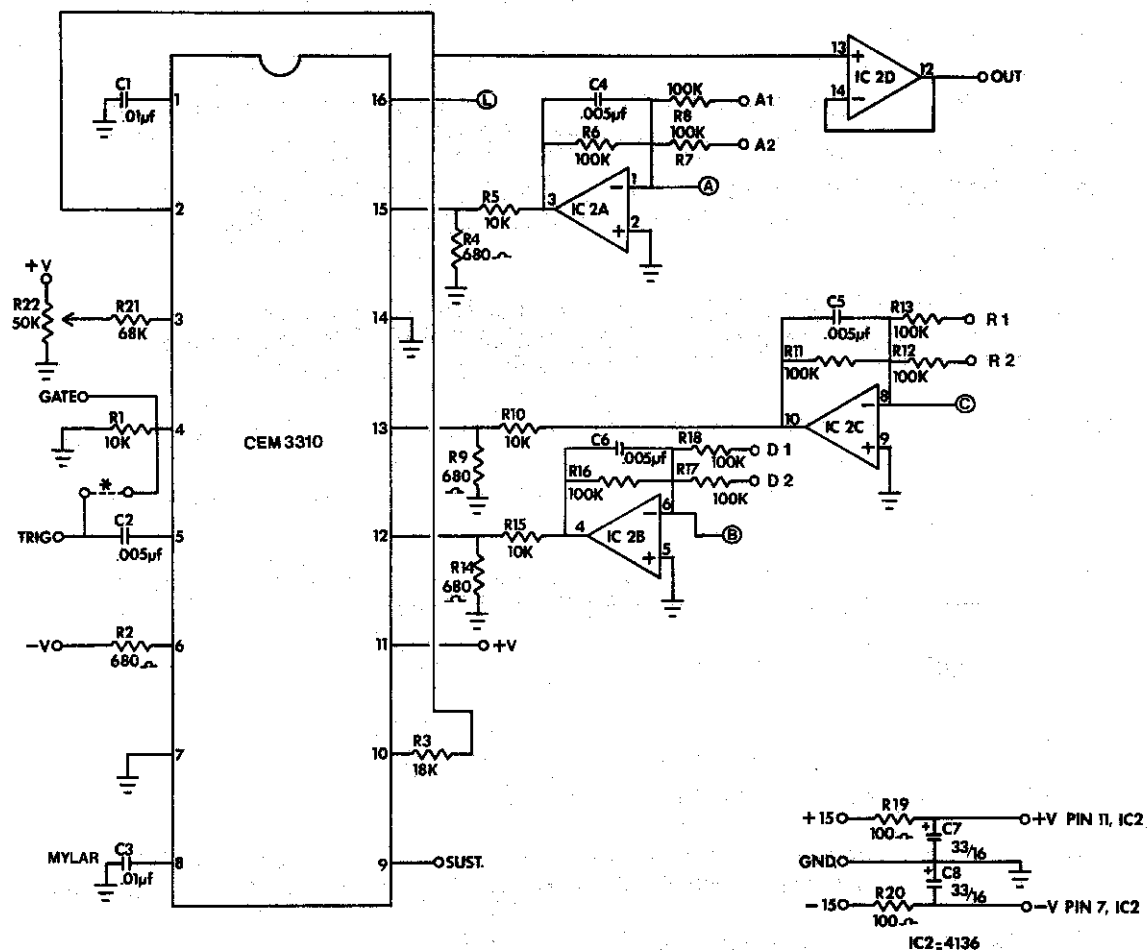 13
+
12
IC 2D
OUT
14
−
C1
.01µf
1
16
L
C4
.005µf
100K
A1
R8
R6
100K
100K
A2
R7
2
15
R5
10K
3
IC 2A
1
−
A
+
2
R4
680
+V
R22
50K
R21
68K
3
14
C5
.005µf
R13
100K
R 1
R11
100K
R12
100K
R 2
GATE
R1
10K
4
CEM 3310
13
R10
10K
10
IC 2C
8
−
C
+
9
R9
680
C6
.005µf
R18
100K
D 1
R16
100K
R17
100K
D 2
*
TRIG
C2
.005µf
5
12
R15
10K
4
IC 2B
6
−
B
+
5
R14
680
−V
R2
680
6
11
+V
7
10
R3
18K
MYLAR
C3
.01µf
8
9
SUST.
+15
R19
100
+V PIN 11, IC2
+
C7
33/16
GND
+
C8
33/16
−15
R20
100
−V PIN 7, IC2
IC2=4136